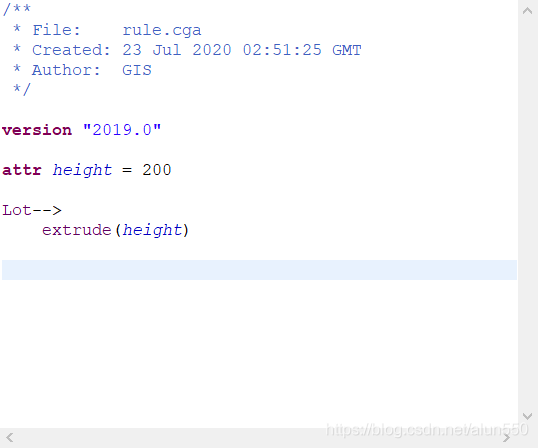 /**
 * File:    rule.cga
 * Created: 23 Jul 2020 02:51:25 GMT
 * Author:  GIS
 */
version "2019.0"
attr height = 200
Lot-->
    extrude(height)
https://blog.csdn.net/aiun550